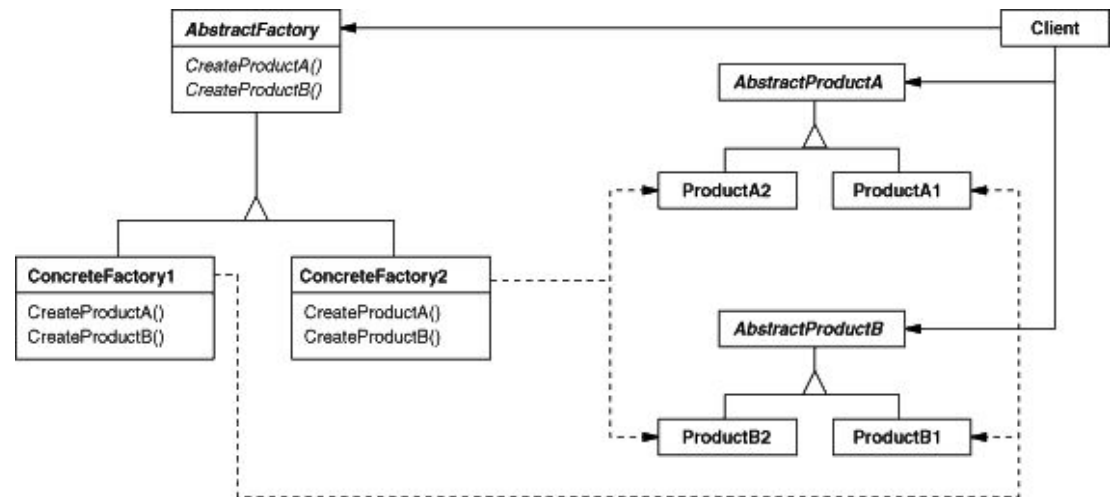 AbstractFactory
CreateProductA()
CreateProductB()
Client
AbstractProductA
ProductA2
ProductA1
ConcreteFactory1
CreateProductA()
CreateProductB()
ConcreteFactory2
CreateProductA()
CreateProductB()
AbstractProductB
ProductB2
ProductB1